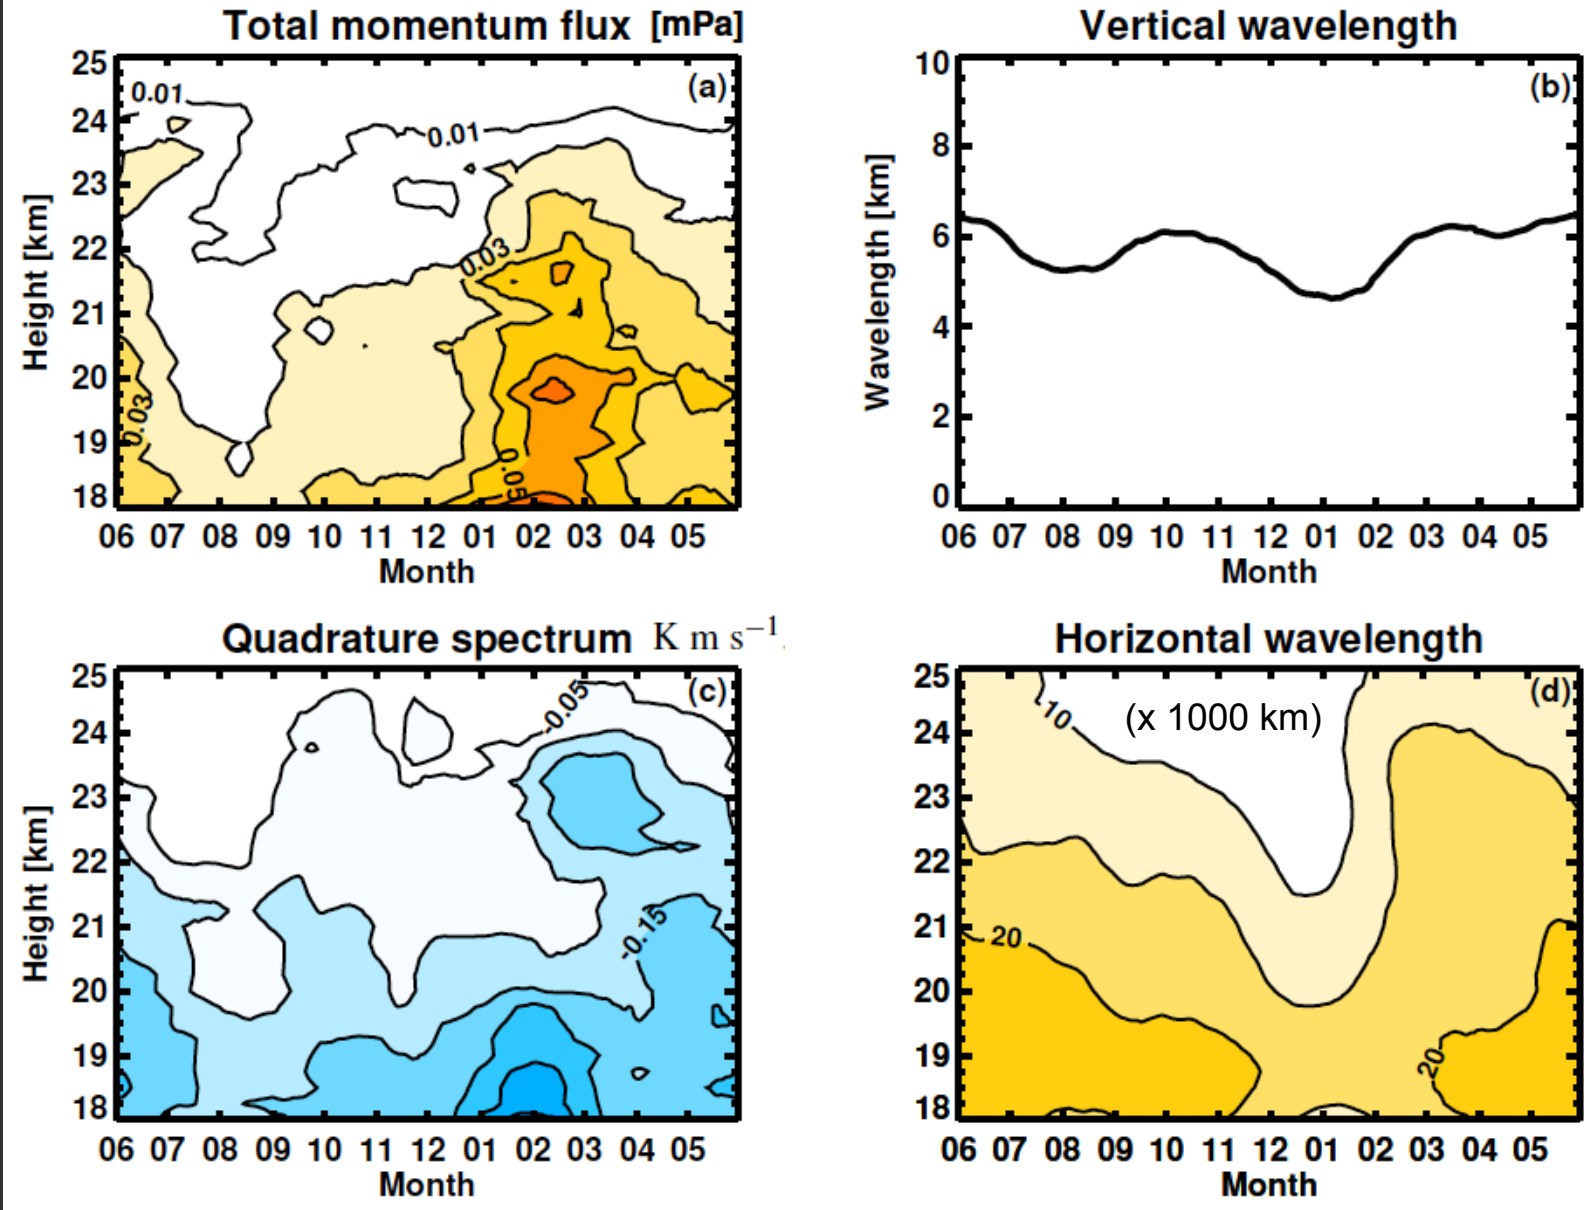 Total momentum flux [mPa]
(a)
Height [km]
25
24
23
22
21
20
19
18
0.01
0.01
0.03
0.03
0.05
06 07 08 09 10 11 12 01 02 03 04 05
Month
Vertical wavelength
(b)
Wavelength [km]
10
8
6
4
2
0
06 07 08 09 10 11 12 01 02 03 04 05
Month
Quadrature spectrum K m s−1
(c)
Height [km]
25
24
23
22
21
20
19
18
-0.05
-0.15
06 07 08 09 10 11 12 01 02 03 04 05
Month
Horizontal wavelength
(d)
(x 1000 km)
25
24
23
22
21
20
19
18
10
20
20
06 07 08 09 10 11 12 01 02 03 04 05
Month